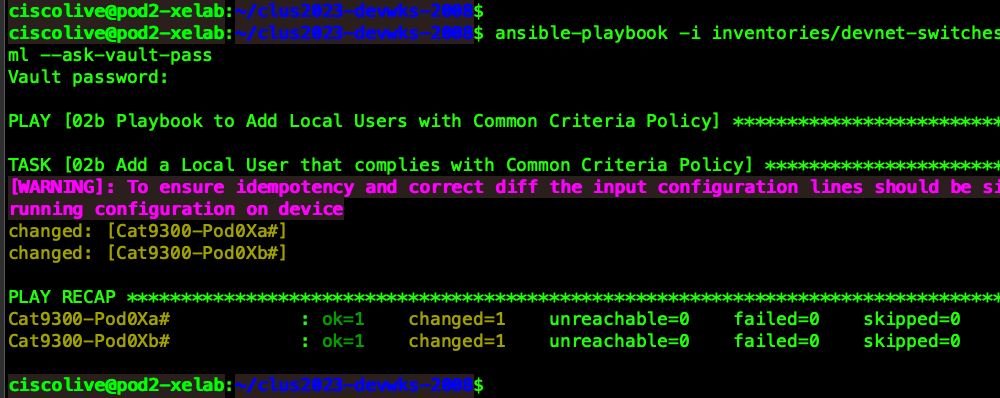 ciscolive@pod2-xelab:~/clus2023-devwks-2008$
ciscolive@pod2-xelab:~/clus2023-devwks-2008$ ansible-playbook -i inventories/devnet-switches
ml --ask-vault-pass
Vault password:
PLAY [02b Playbook to Add Local Users with Common Criteria Policy] *************************
TASK [02b Add a Local User that complies with Common Criteria Policy] **********************
[WARNING]: To ensure idempotency and correct diff the input configuration lines should be si
running configuration on device
changed: [Cat9300-Pod0Xa#]
changed: [Cat9300-Pod0Xb#]
PLAY RECAP *********************************************************************************
Cat9300-Pod0Xa# : ok=1 changed=1 unreachable=0 failed=0 skipped=0
Cat9300-Pod0Xb# : ok=1 changed=1 unreachable=0 failed=0 skipped=0
ciscolive@pod2-xelab:~/clus2023-devwks-2008$